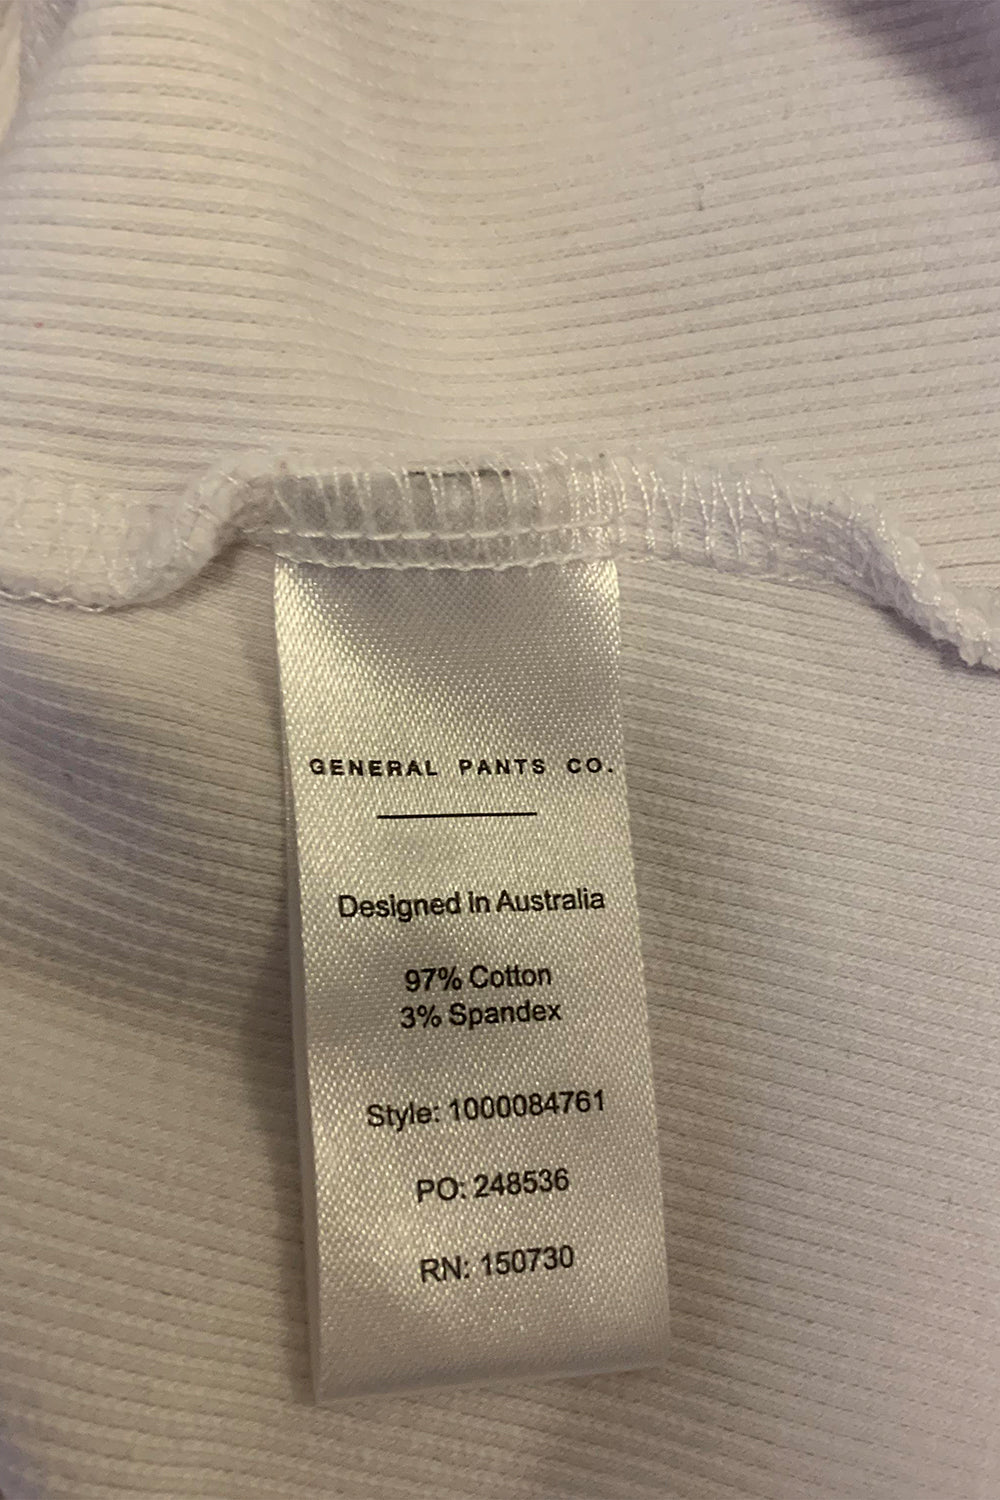 GENERAL PANTS CO.
Designed in Australia
97% Cotton
3% Spandex
Style: 1000084761
PO: 248536
RN: 150730